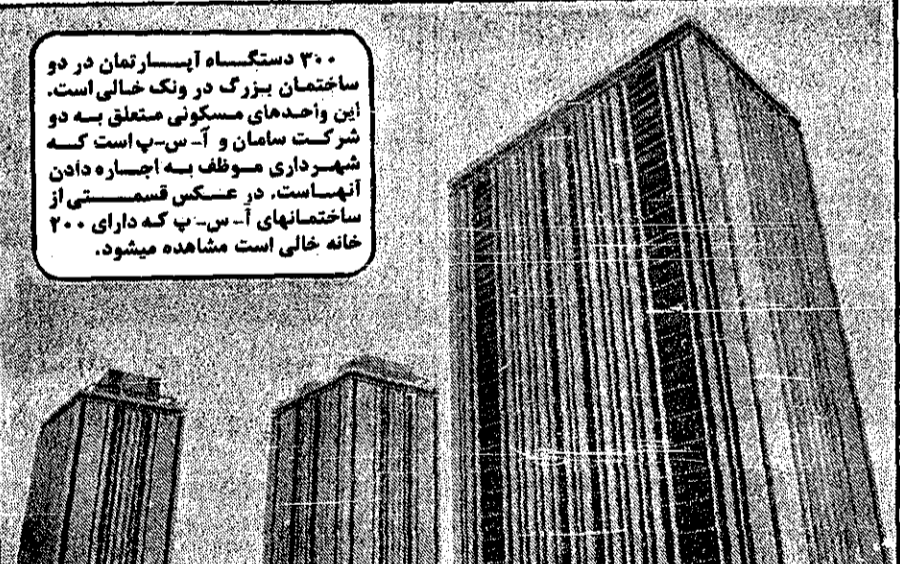 ۳۰۰ دستگـــاه آپـــارتمان در دو
ساختمان بزرگ در ونک خالی است.
این واحدهای مسکونی متعلق به دو
شرکت سامان و آ-س-پ است که
شهرداری موظف به اجاره دادن
آنهاست. در عکس قسمتی از
ساختمانهای آ-س-پ که دارای ۲۰۰
خانه خالی است مشاهده میشود.